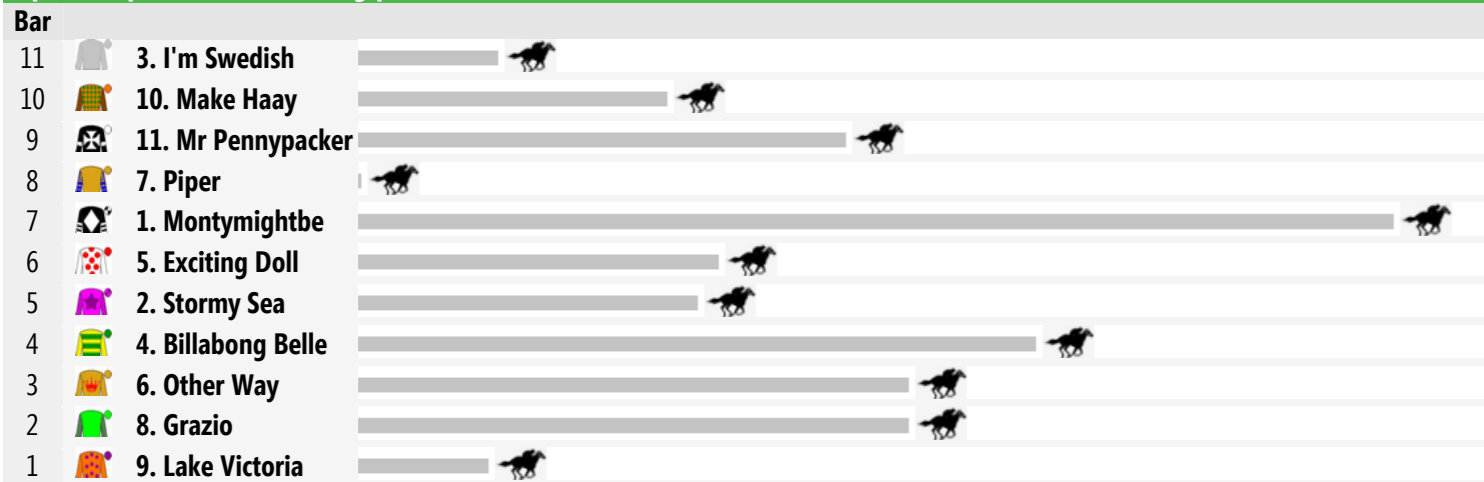 Bar
11 3. I'm Swedish
10 10. Make Haay
9 11. Mr Pennypacker
8 7. Piper
7 1. Montymightbe
6 5. Exciting Doll
5 2. Stormy Sea
4 4. Billabong Belle
3 6. Other Way
2 8. Grazio
1 9. Lake Victoria